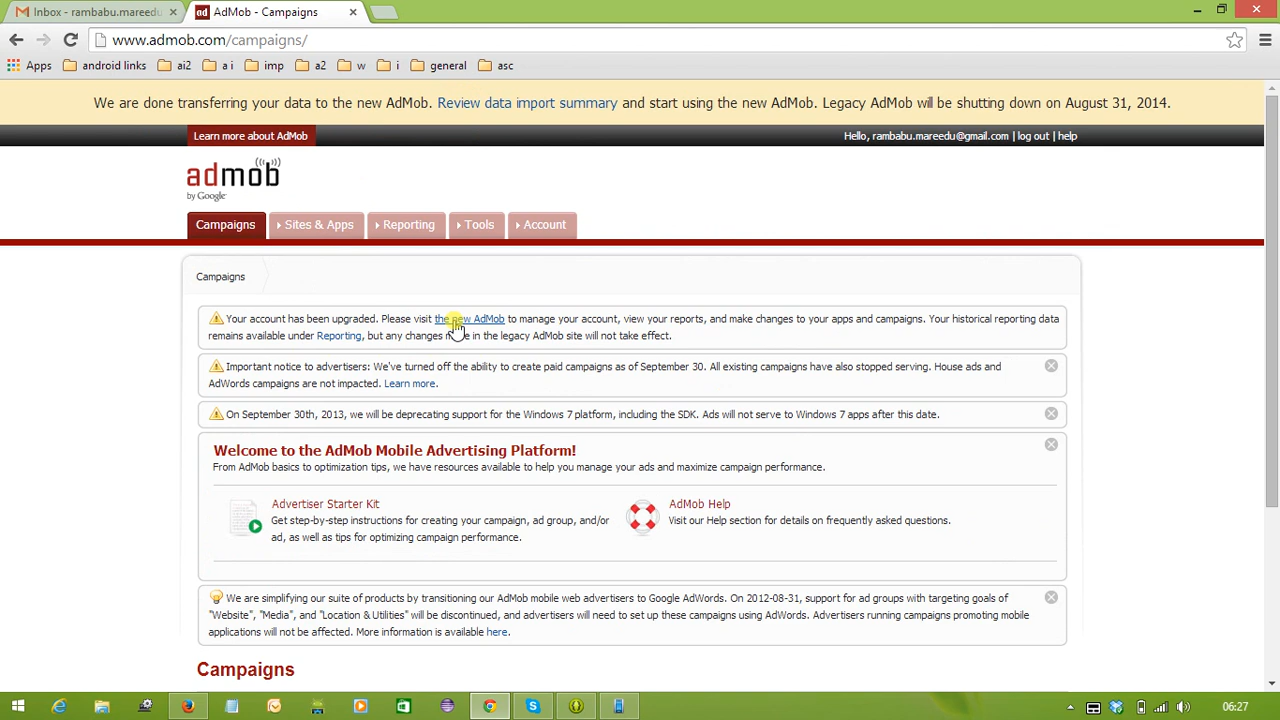 Inbox - rambabu.mareedu
AdMob - Campaigns
www.admob.com/campaigns/
Apps android links ai2 a i imp a2 w i general asc
We are done transferring your data to the new AdMob. Review data import summary and start using the new AdMob. Legacy AdMob will be shutting down on August 31, 2014.
Learn more about AdMob
Hello, rambabu.mareedu@gmail.com | log out | help
admob
by Google
Campaigns Sites & Apps Reporting Tools Account
Campaigns
Your account has been upgraded. Please visit the new AdMob to manage your account, view your reports, and make changes to your apps and campaigns. Your historical reporting data
remains available under Reporting, but any changes made in the legacy AdMob site will not take effect.
Important notice to advertisers: We've turned off the ability to create paid campaigns as of September 30. All existing campaigns have also stopped serving. House ads and
AdWords campaigns are not impacted. Learn more.
On September 30th, 2013, we will be deprecating support for the Windows 7 platform, including the SDK. Ads will not serve to Windows 7 apps after this date.
Welcome to the AdMob Mobile Advertising Platform!
From AdMob basics to optimization tips, we have resources available to help you manage your ads and maximize campaign performance.
Advertiser Starter Kit
Get step-by-step instructions for creating your campaign, ad group, and/or
ad, as well as tips for optimizing campaign performance.
AdMob Help
Visit our Help section for details on frequently asked questions.
We are simplifying our suite of products by transitioning our AdMob mobile web advertisers to Google AdWords. On 2012-08-31, support for ad groups with targeting goals of
"Website", "Media", and "Location & Utilities" will be discontinued, and advertisers will need to set up these campaigns using AdWords. Advertisers running campaigns promoting mobile
applications will not be affected. More information is available here.
Campaigns
06:27